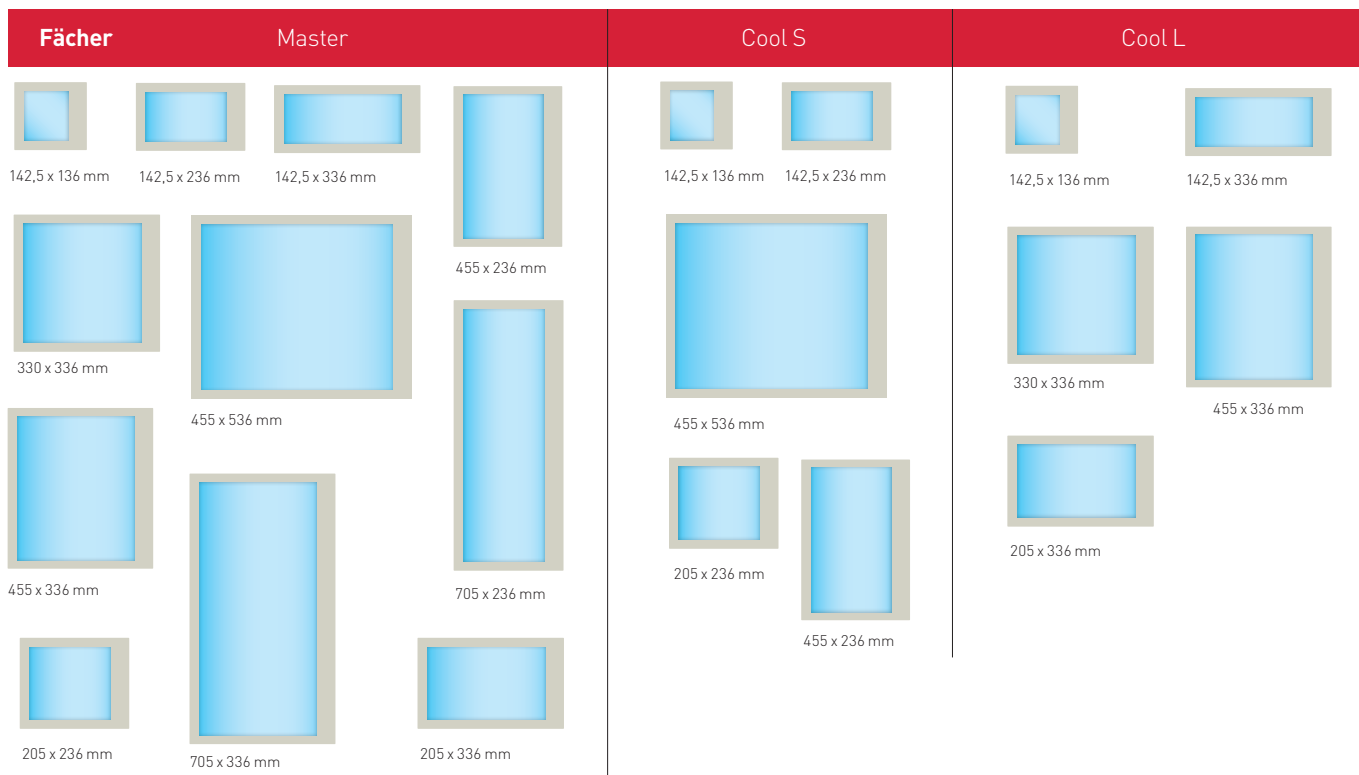 Fächer Master Cool S Cool L
142,5 x 136 mm
142,5 x 236 mm
142,5 x 336 mm
455 x 236 mm
330 x 336 mm
455 x 536 mm
455 x 336 mm
705 x 236 mm
205 x 236 mm
705 x 336 mm
205 x 336 mm
142,5 x 136 mm
142,5 x 236 mm
455 x 536 mm
205 x 236 mm
455 x 236 mm
142,5 x 136 mm
142,5 x 336 mm
330 x 336 mm
455 x 336 mm
205 x 336 mm